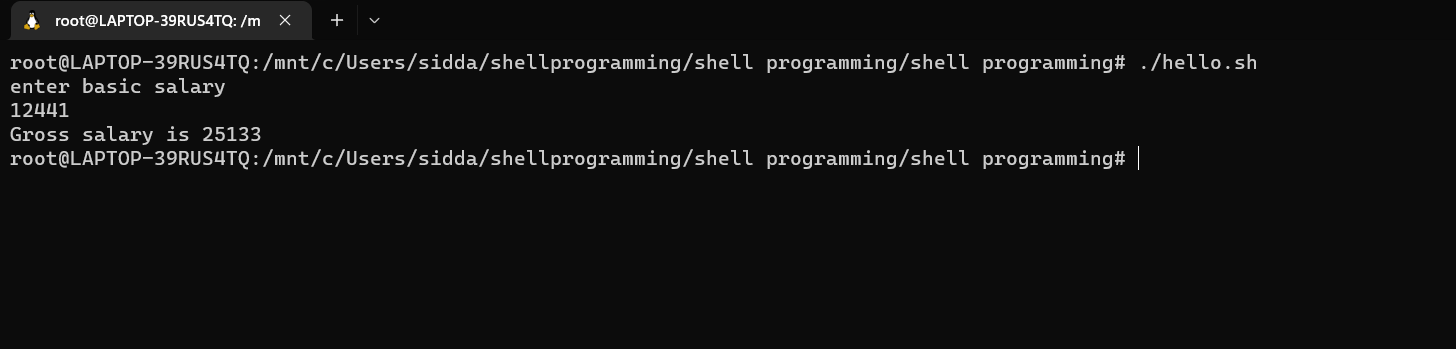 root@LAPTOP-39RUS4TQ: /m
root@LAPTOP-39RUS4TQ:/mnt/c/Users/sidda/shellprogramming/shell programming/shell programming# ./hello.sh
enter basic salary
12441
Gross salary is 25133
root@LAPTOP-39RUS4TQ:/mnt/c/Users/sidda/shellprogramming/shell programming/shell programming#